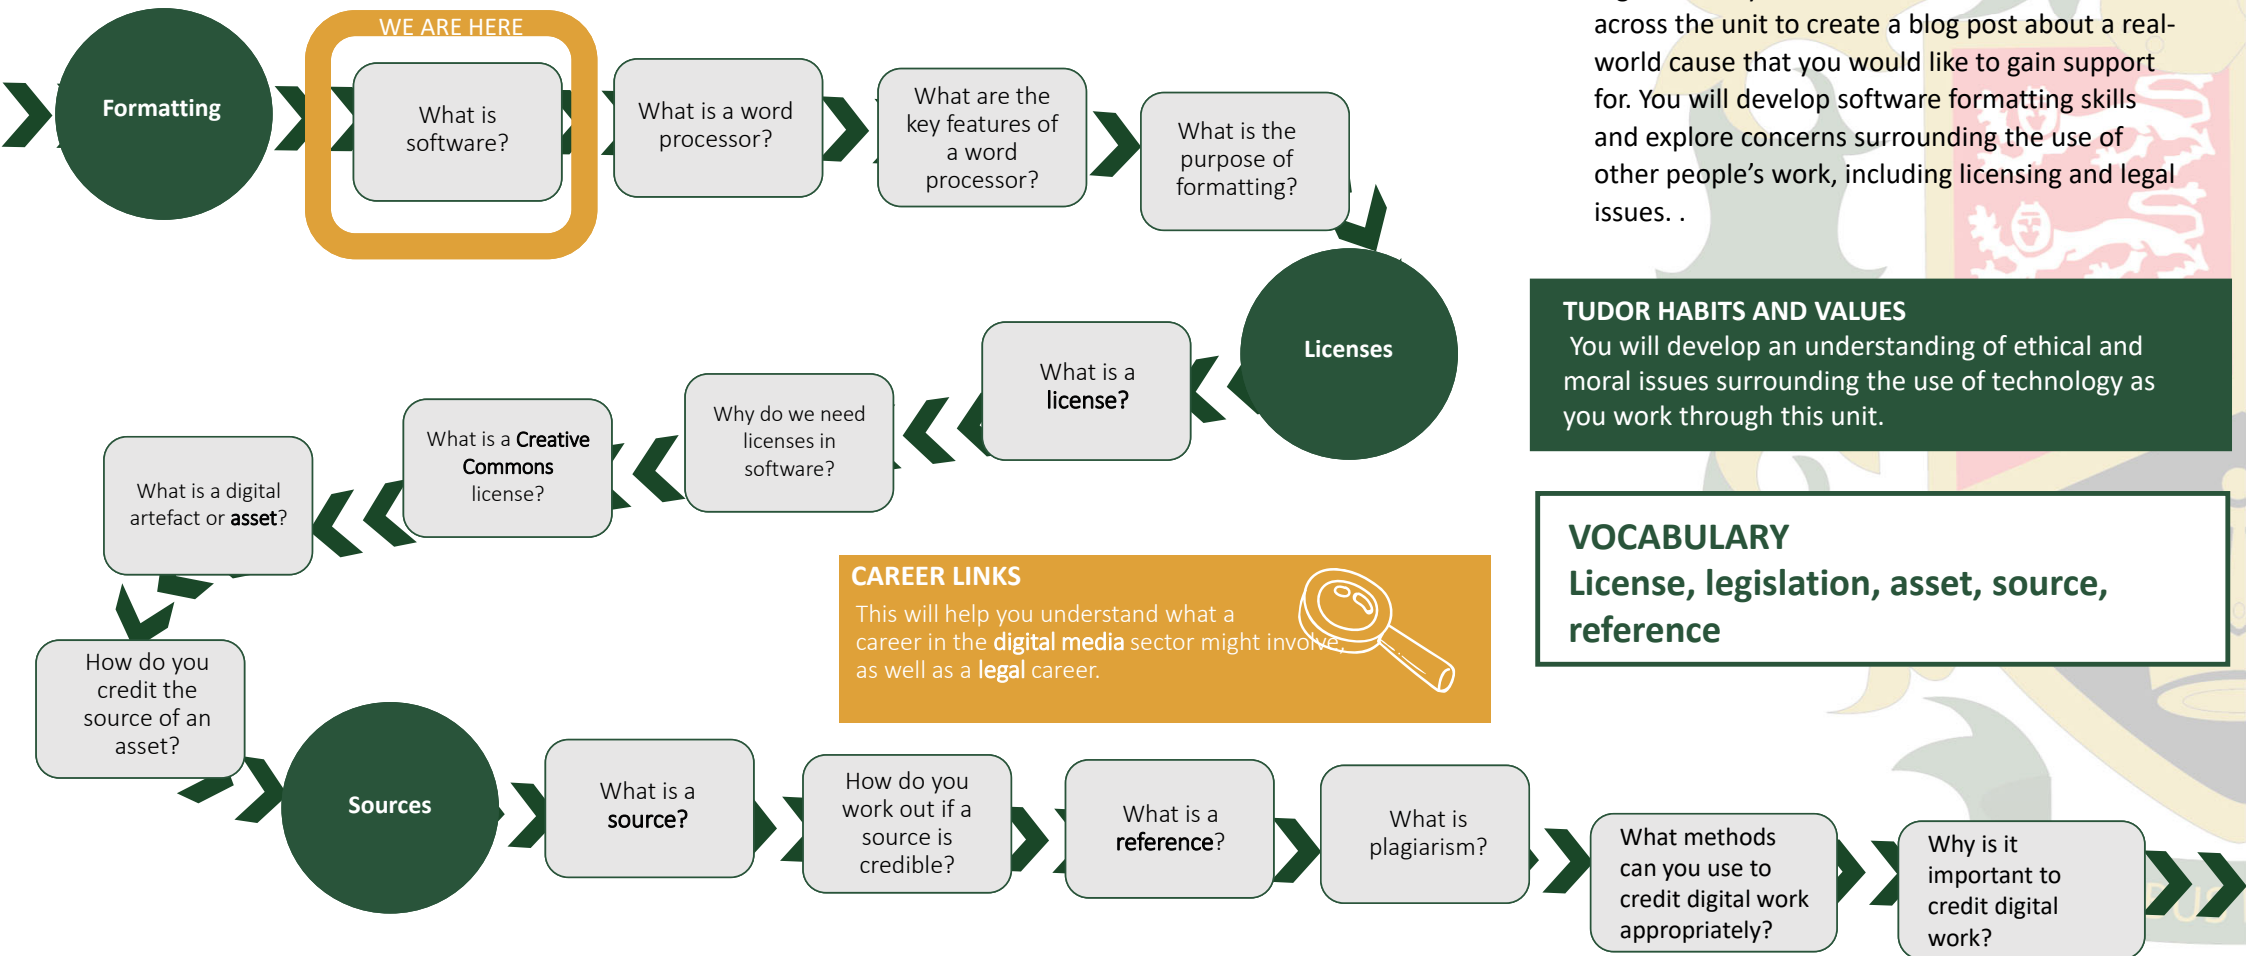 WE ARE HERE
Formatting
What is
software?
What is a word
processor?
What are the
key features of
a word
processor?
What is the
purpose of
formatting?
across the unit to create a blog post about a real-
world cause that you would like to gain support
for. You will develop software formatting skills
and explore concerns surrounding the use of
other people's work, including licensing and legal
issues. .
Licenses
What is a
license?
Why do we need
licenses in
software?
What is a Creative
Commons
license?
What is a digital
artefact or asset?
How do you
credit the
source of an
asset?
TUDOR HABITS AND VALUES
You will develop an understanding of ethical and
moral issues surrounding the use of technology as
you work through this unit.
VOCABULARY
License, legislation, asset, source,
reference
CAREER LINKS
This will help you understand what a
career in the digital media sector might involve,
as well as a legal career.
Sources
What is a
source?
How do you
work out if a
source is
credible?
What is a
reference?
What is
plagiarism?
What methods
can you use to
credit digital work
appropriately?
Why is it
important to
credit digital
work?